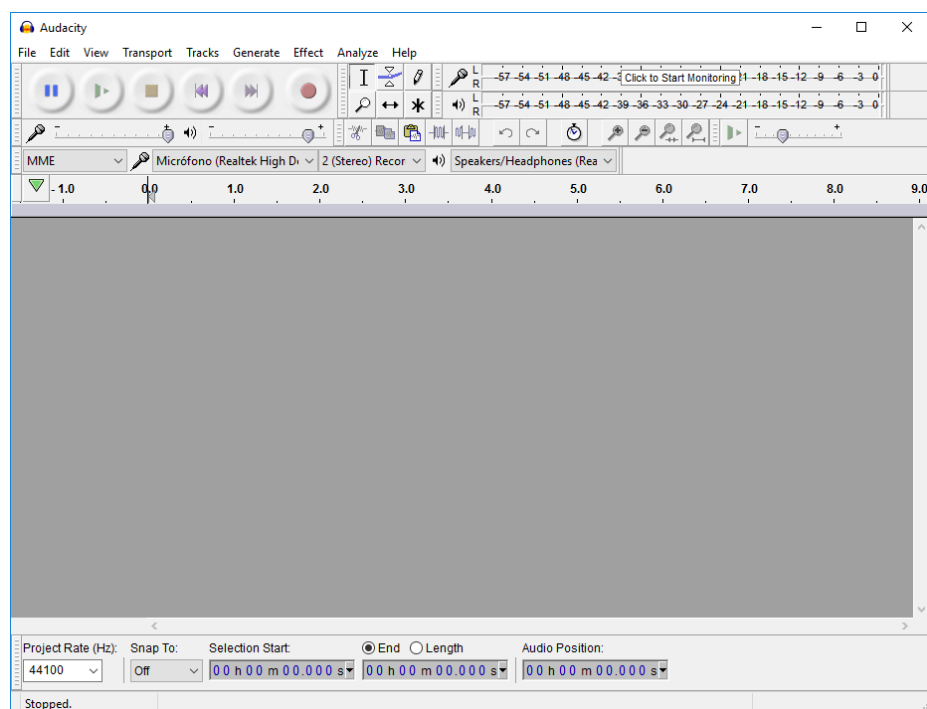 Audacity
File Edit View Transport Tracks Generate Effect Analyze Help
L
R
-57 -54 -51 -48 -45 -42 Click to Start Monitoring -18 -15 -12 -9 -6 -3 0
L
R
-57 -54 -51 -48 -45 -42 -39 -36 -33 -30 -27 -24 -21 -18 -15 -12 -9 -6 -3 0
MME Micrófono (Realtek High 2 (Stereo) Recor Speakers/Headphones (Rea
- 1.0 0.0 1.0 2.0 3.0 4.0 5.0 6.0 7.0 8.0 9.0
Project Rate (Hz): Snap To: Selection Start: End Length Audio Position:
44100 Off 00 h 00 m 00.000 s 00 h 00 m 00.000 s 00 h 00 m 00.000 s
Stopped.